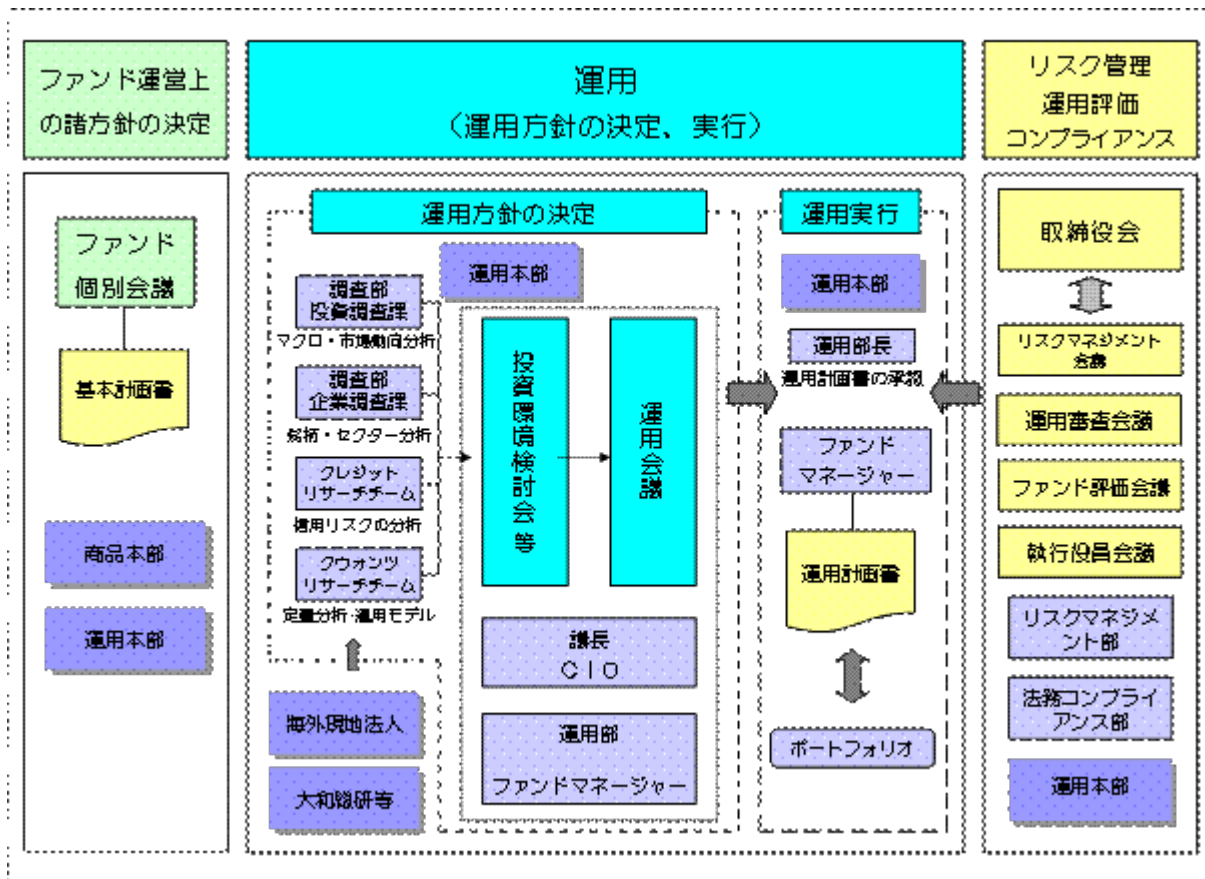 ファンド運営上
の諸方針の決定
運用
（運用方針の決定、実行）
リスク管理
運用評価
コンプライアンス
ファンド
個別会議
基本計画書
商品本部
運用本部
運用方針の決定
運用本部
調査部
投資調査課
マクロ・市場動向分析
調査部
企業調査課
銘柄・セクター分析
クレジット
リサーチチーム
信用リスクの分析
クウォンツ
リサーチチーム
定量分析・運用モデル
海外現地法人
大和総研等
投資環境検討会等
運用会議
議長
ＣＩＯ
運用部
ファンドマネージャー
運用実行
運用本部
運用部長
運用計画書の承認
ファンド
マネージャー
運用計画書
ポートフォリオ
取締役会
リスクマネジメント
会議
運用審査会議
ファンド評価会議
執行役員会議
リスクマネジメ
ント部
法務コンプライ
アンス部
運用本部